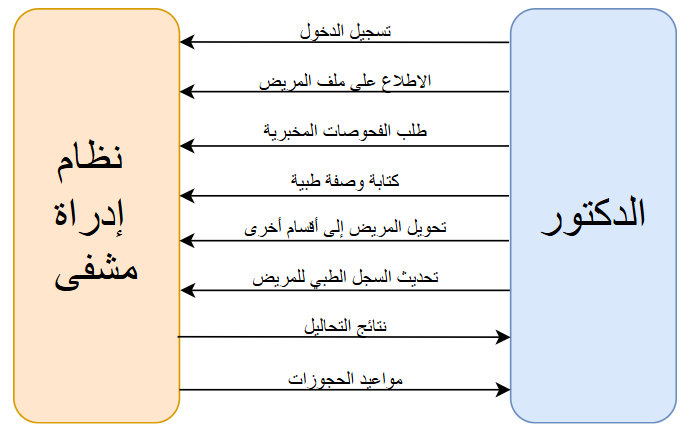 الدكتور
تسجيل الدخول
الاطلاع على ملف المريض
طلب الفحوصات المخبرية
كتابة وصفة طبية
تحويل المريض إلى أقسام أخرى
تحديث السجل الطبي للمريض
نتائج التحاليل
مواعيد الحجوزات
نظام
إدراة
مشفى